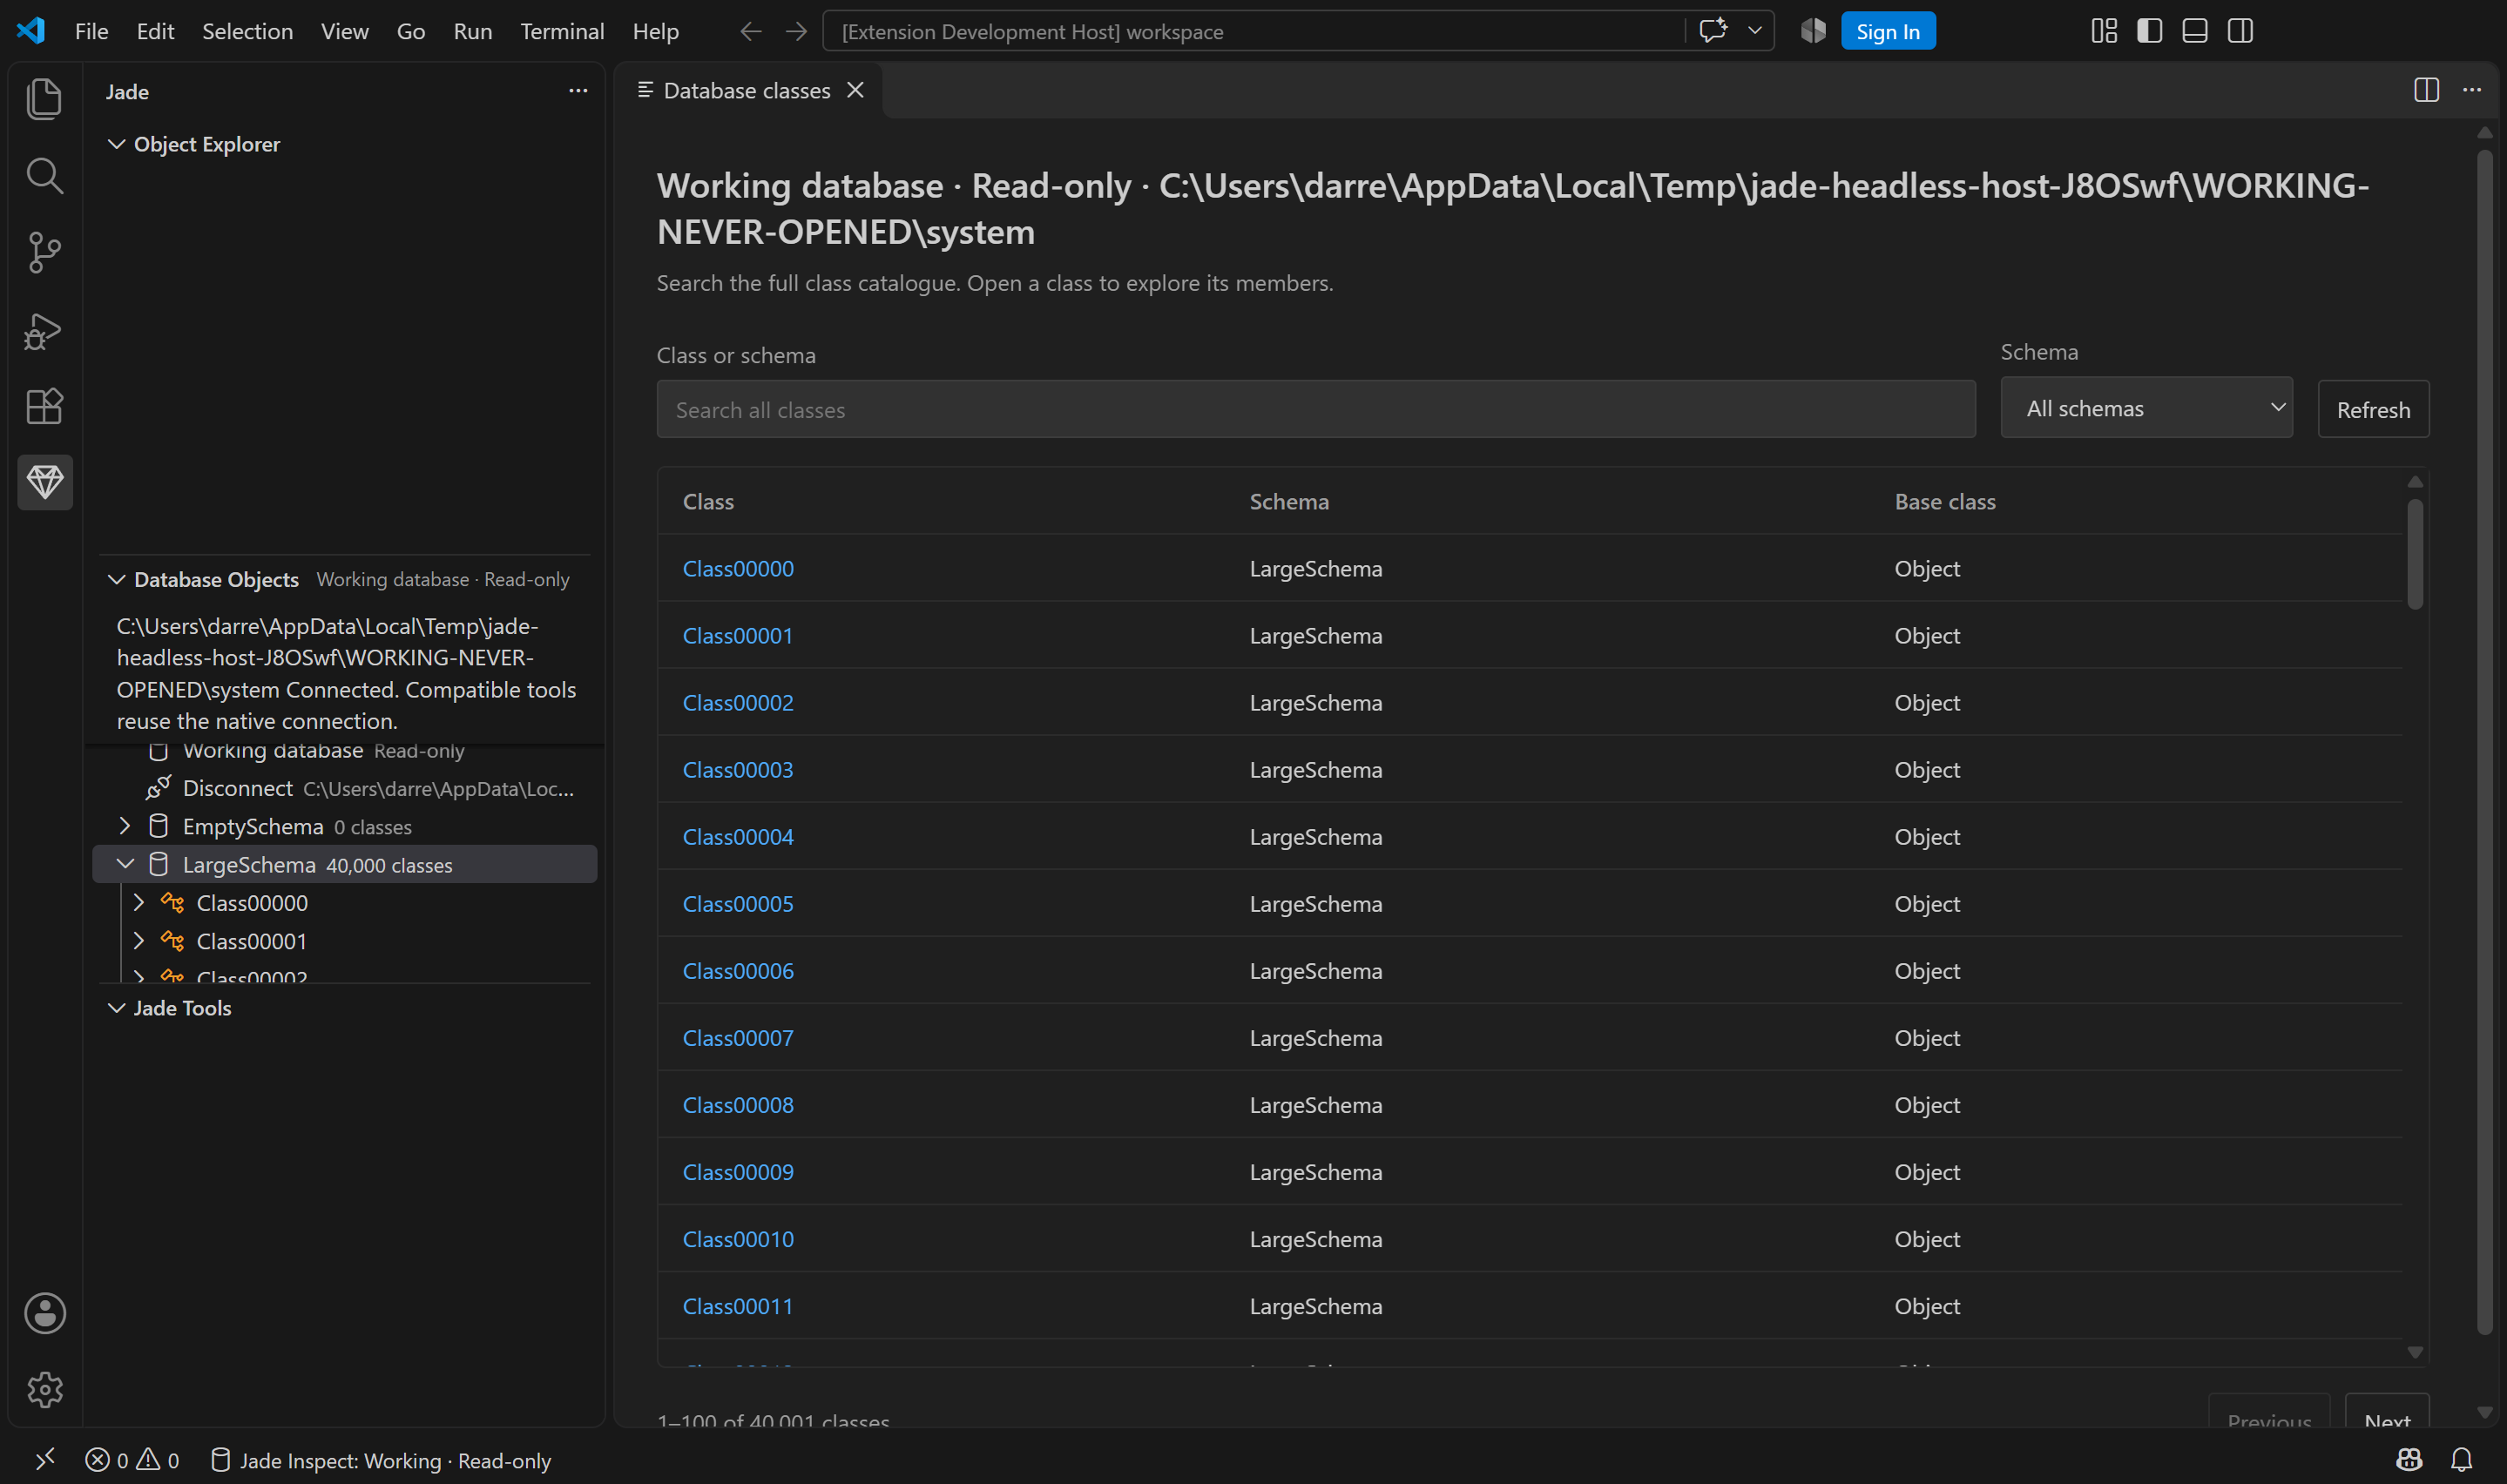 File Edit Selection View Go Run Terminal Help
[Extension Development Host] workspace
Sign In
Jade
Object Explorer
Database Objects Working database · Read-only
C:\Users\darre\AppData\Local\Temp\jade-
headless-host-J8OSwf\WORKING-NEVER-
OPENED\system Connected. Compatible tools
reuse the native connection.
Working database Read-only
Disconnect C:\Users\darre\AppData\Loc...
EmptySchema 0 classes
LargeSchema 40,000 classes
Class00000
Class00001
Class00002
Jade Tools
Database classes
Working database · Read-only · C:\Users\darre\AppData\Local\Temp\jade-headless-host-J8OSwf\WORKING-
NEVER-OPENED\system
Search the full class catalogue. Open a class to explore its members.
Class or schema
Search all classes
Schema
All schemas
Refresh
Class Schema Base class
Class00000 LargeSchema Object
Class00001 LargeSchema Object
Class00002 LargeSchema Object
Class00003 LargeSchema Object
Class00004 LargeSchema Object
Class00005 LargeSchema Object
Class00006 LargeSchema Object
Class00007 LargeSchema Object
Class00008 LargeSchema Object
Class00009 LargeSchema Object
Class00010 LargeSchema Object
Class00011 LargeSchema Object
1–100 of 40,001 classes
Previous Next
0 0 Jade Inspect: Working · Read-only